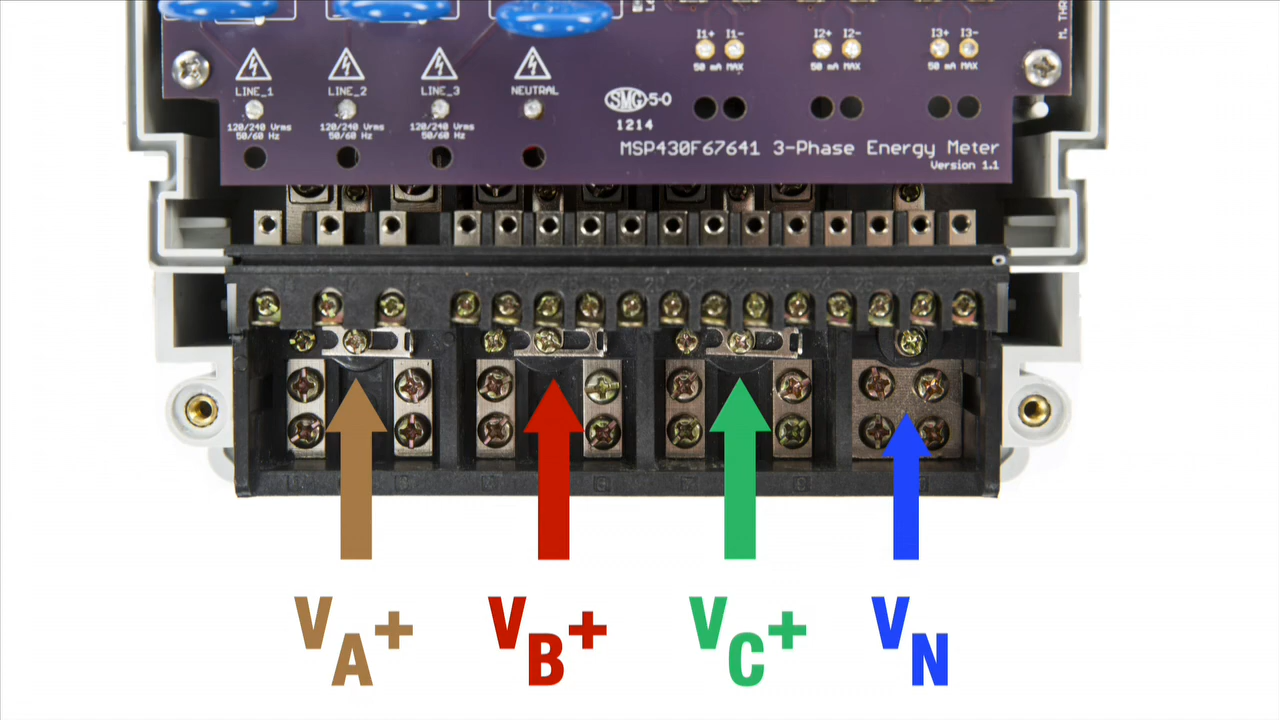 I1+ I1-
50 mA MAX
I2+ I2-
50 mA MAX
I3+ I3-
50 mA MAX
LINE_1
120/240 Vrms
50/60 Hz
LINE_2
120/240 Vrms
50/60 Hz
LINE_3
120/240 Vrms
50/60 Hz
NEUTRAL
SMG 5-0
1214
MSP430F67641 3-Phase Energy Meter
Version 1.1
M. THR
VA+ VB+ VC+ VN